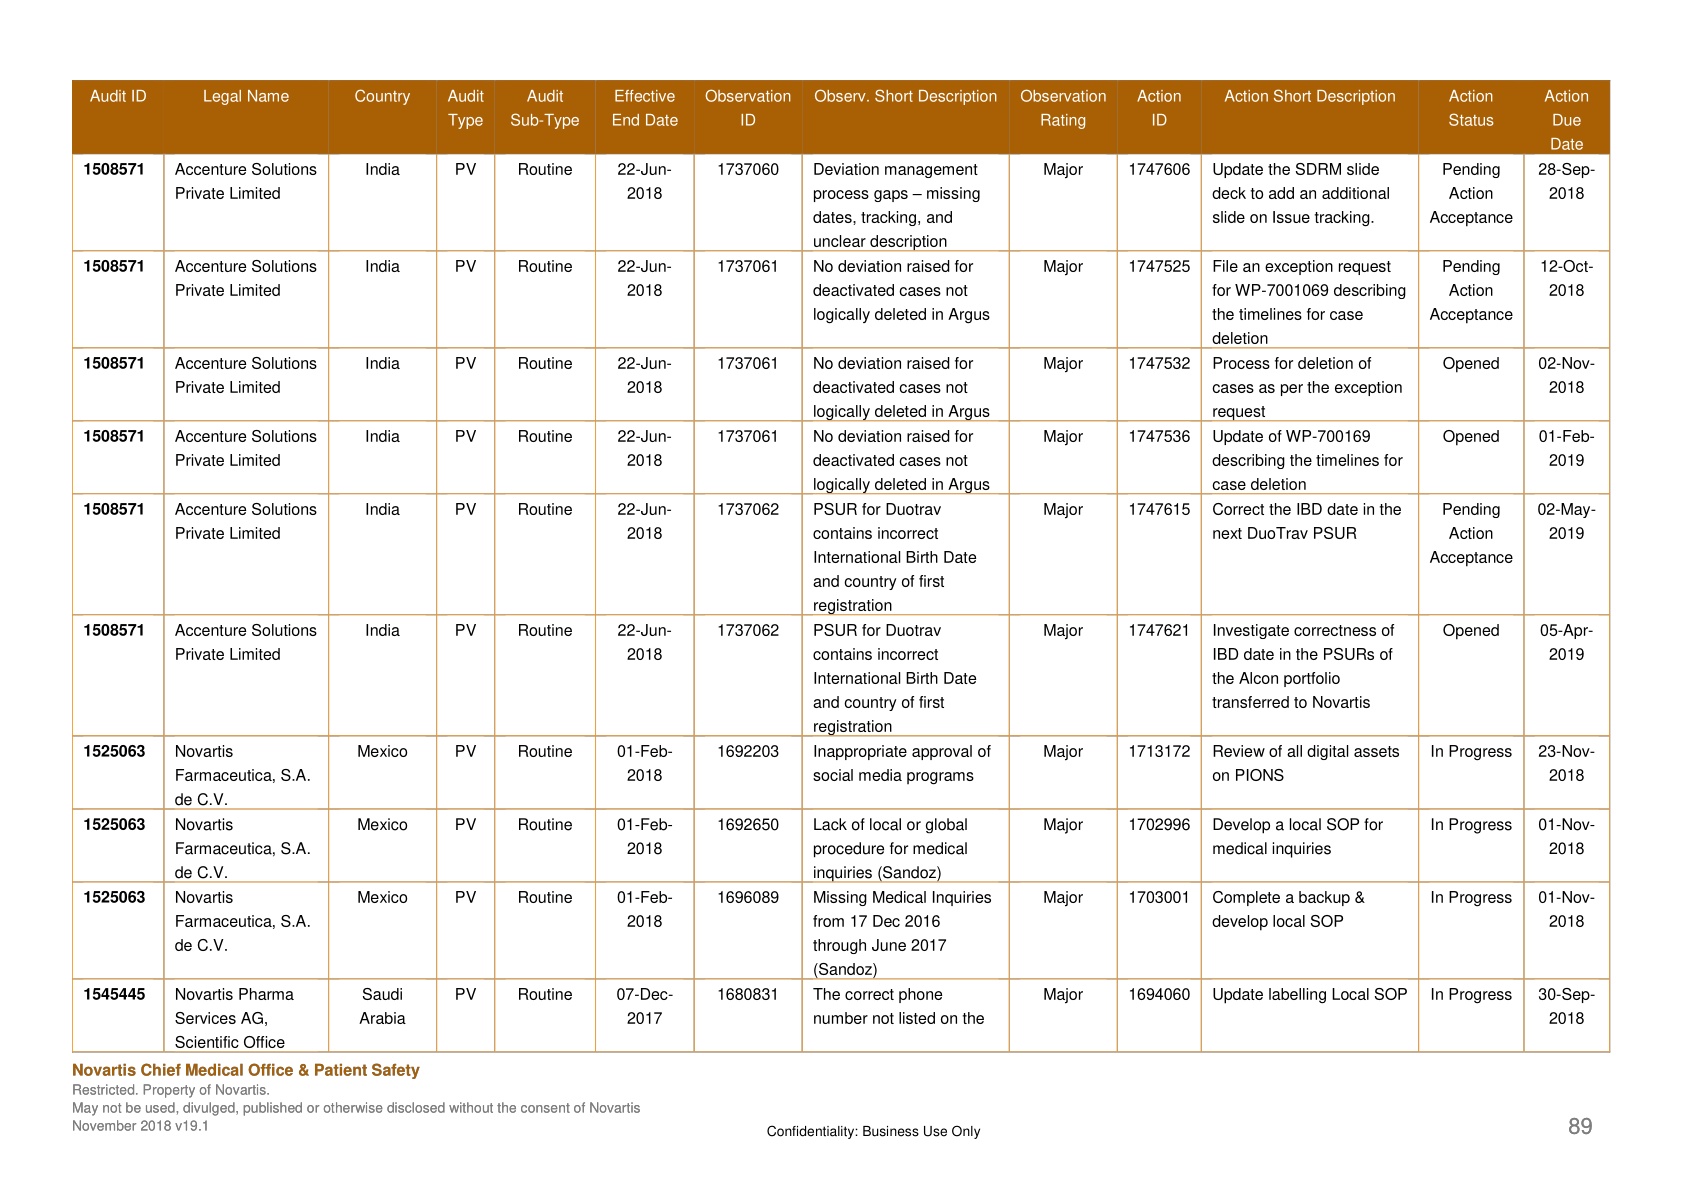 Audit ID Legal Name Country Audit Audit Effective Observation Observ. Short Description Observation Action Action Short Description Action Action
Type Sub-Type End Date ID Rating ID Status Due
Date
1508571 Accenture Solutions India PV Routine 22-Jun- 1737060 Deviation management Major 1747606 Update the SDRM slide Pending 28-Sep-
Private Limited 2018 process gaps – missing deck to add an additional Action 2018
dates, tracking, and slide on Issue tracking. Acceptance
unclear description
1508571 Accenture Solutions India PV Routine 22-Jun- 1737061 No deviation raised for Major 1747525 File an exception request Pending 12-Oct-
Private Limited 2018 deactivated cases not for WP-7001069 describing Action 2018
logically deleted in Argus the timelines for case Acceptance
deletion
1508571 Accenture Solutions India PV Routine 22-Jun- 1737061 No deviation raised for Major 1747532 Process for deletion of Opened 02-Nov-
Private Limited 2018 deactivated cases not cases as per the exception 2018
logically deleted in Argus request
1508571 Accenture Solutions India PV Routine 22-Jun- 1737061 No deviation raised for Major 1747536 Update of WP-700169 Opened 01-Feb-
Private Limited 2018 deactivated cases not describing the timelines for 2019
logically deleted in Argus case deletion
1508571 Accenture Solutions India PV Routine 22-Jun- 1737062 PSUR for Duotrav Major 1747615 Correct the IBD date in the Pending 02-May-
Private Limited 2018 contains incorrect next DuoTrav PSUR Action 2019
International Birth Date Acceptance
and country of first
registration
1508571 Accenture Solutions India PV Routine 22-Jun- 1737062 PSUR for Duotrav Major 1747621 Investigate correctness of Opened 05-Apr-
Private Limited 2018 contains incorrect IBD date in the PSURs of 2019
International Birth Date the Alcon portfolio
and country of first transferred to Novartis
registration
1525063 Novartis Mexico PV Routine 01-Feb- 1692203 Inappropriate approval of Major 1713172 Review of all digital assets In Progress 23-Nov-
Farmaceutica, S.A. 2018 social media programs on PIONS 2018
de C.V.
1525063 Novartis Mexico PV Routine 01-Feb- 1692650 Lack of local or global Major 1702996 Develop a local SOP for In Progress 01-Nov-
Farmaceutica, S.A. 2018 procedure for medical medical inquiries 2018
de C.V. inquiries (Sandoz)
1525063 Novartis Mexico PV Routine 01-Feb- 1696089 Missing Medical Inquiries Major 1703001 Complete a backup & In Progress 01-Nov-
Farmaceutica, S.A. 2018 from 17 Dec 2016 develop local SOP 2018
de C.V. through June 2017
(Sandoz)
1545445 Novartis Pharma Saudi PV Routine 07-Dec- 1680831 The correct phone Major 1694060 Update labelling Local SOP In Progress 30-Sep-
Services AG, Arabia 2017 number not listed on the 2018
Scientific Office
Novartis Chief Medical Office & Patient Safety
Restricted. Property of Novartis.
May not be used, divulged, published or otherwise disclosed without the consent of Novartis
November 2018 v19.1
Confidentiality: Business Use Only
89